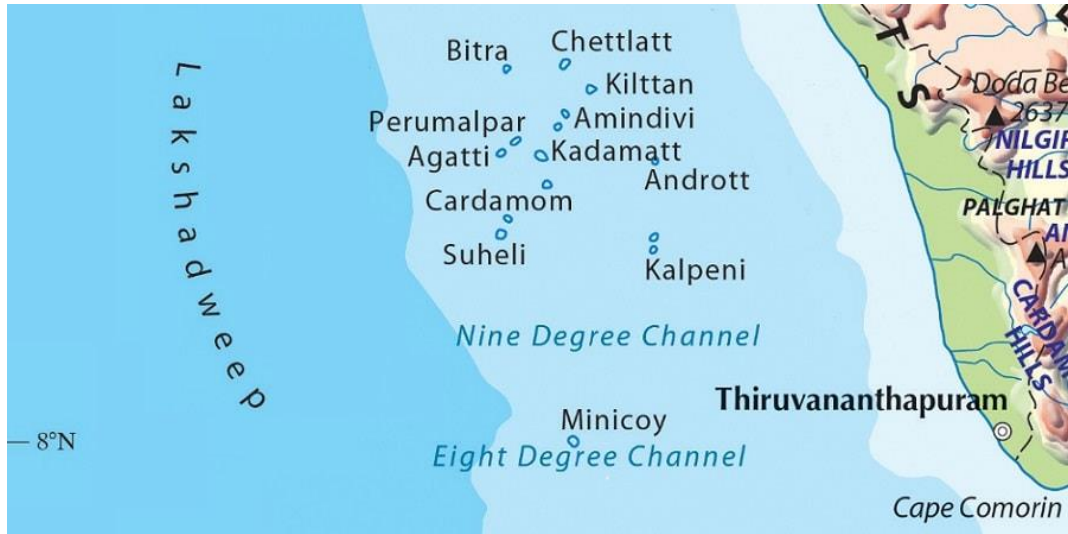 Lakshadweep
Bitra
Chettlatt
Kilttan
Perumalpar
Amindivi
Agatti
Kadamatt
Andrott
Cardamom
Suheli
Kalpeni
Nine Degree Channel
Minicoy
Eight Degree Channel
8°N
Thiruvananthapuram
Cape Comorin
T
S
Doda Be
2637
NILGIR
HILLS
PALGHAT
CARDAM
HILLS